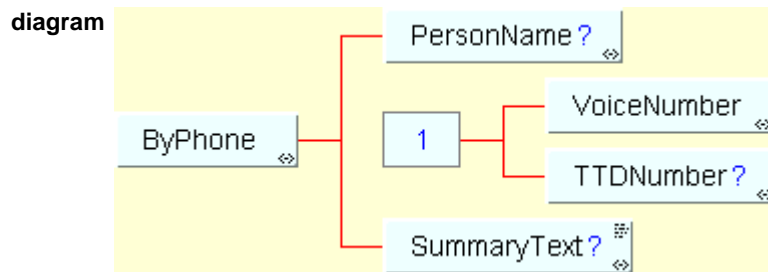 diagram
PersonName?
VoiceNumber
ByPhone
1
TTDNumber?
SummaryText?